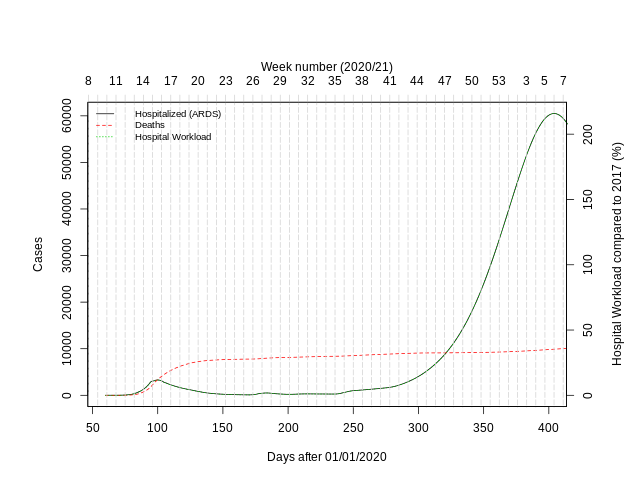 Week number (2020/21)
8 11 14 17 20 23 26 29 32 35 38 41 44 47 50 53 3 5 7
Hospitalized (ARDS)
Deaths
Hospital Workload
Cases
0 10000 20000 30000 40000 50000 60000
Hospital Workload compared to 2017 (%)
0 50 100 150 200
50 100 150 200 250 300 350 400
Days after 01/01/2020